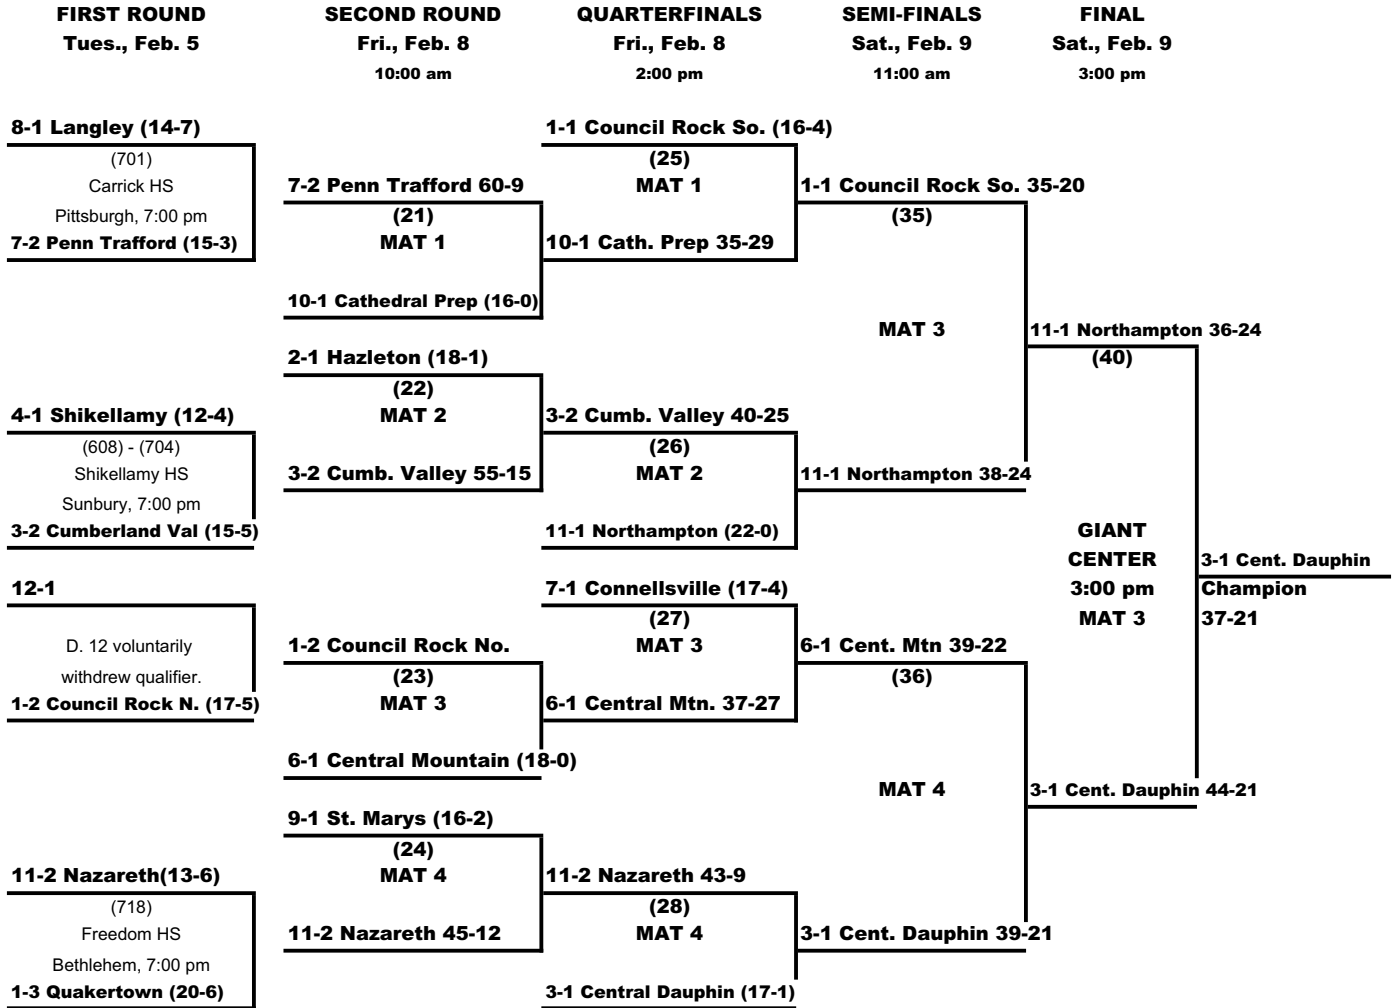 FIRST ROUND
Tues., Feb. 5
SECOND ROUND
Fri., Feb. 8
10:00 am
QUARTERFINALS
Fri., Feb. 8
2:00 pm
SEMI-FINALS
Sat., Feb. 9
11:00 am
FINAL
Sat., Feb. 9
3:00 pm
8-1 Langley (14-7)
(701)
Carrick HS
Pittsburgh, 7:00 pm
7-2 Penn Trafford (15-3)
4-1 Shikellamy (12-4)
(608) - (704)
Shikellamy HS
Sunbury, 7:00 pm
3-2 Cumberland Val (15-5)
12-1
D. 12 voluntarily
withdrew qualifier.
1-2 Council Rock N. (17-5)
11-2 Nazareth(13-6)
(718)
Freedom HS
Bethlehem, 7:00 pm
1-3 Quakertown (20-6)
7-2 Penn Trafford 60-9
(21)
MAT 1
10-1 Cathedral Prep (16-0)
2-1 Hazleton (18-1)
(22)
MAT 2
3-2 Cumb. Valley 55-15
1-2 Council Rock No.
(23)
MAT 3
6-1 Central Mountain (18-0)
9-1 St. Marys (16-2)
(24)
MAT 4
11-2 Nazareth 45-12
1-1 Council Rock So. (16-4)
(25)
MAT 1
10-1 Cath. Prep 35-29
3-2 Cumb. Valley 40-25
(26)
MAT 2
11-1 Northampton (22-0)
7-1 Connellsville (17-4)
(27)
MAT 3
6-1 Central Mtn. 37-27
11-2 Nazareth 43-9
(28)
MAT 4
3-1 Central Dauphin (17-1)
1-1 Council Rock So. 35-20
(35)
MAT 3
11-1 Northampton 38-24
6-1 Cent. Mtn 39-22
(36)
MAT 4
3-1 Cent. Dauphin 39-21
11-1 Northampton 36-24
(40)
GIANT
CENTER
3:00 pm
MAT 3
3-1 Cent. Dauphin 44-21
3-1 Cent. Dauphin
Champion
37-21